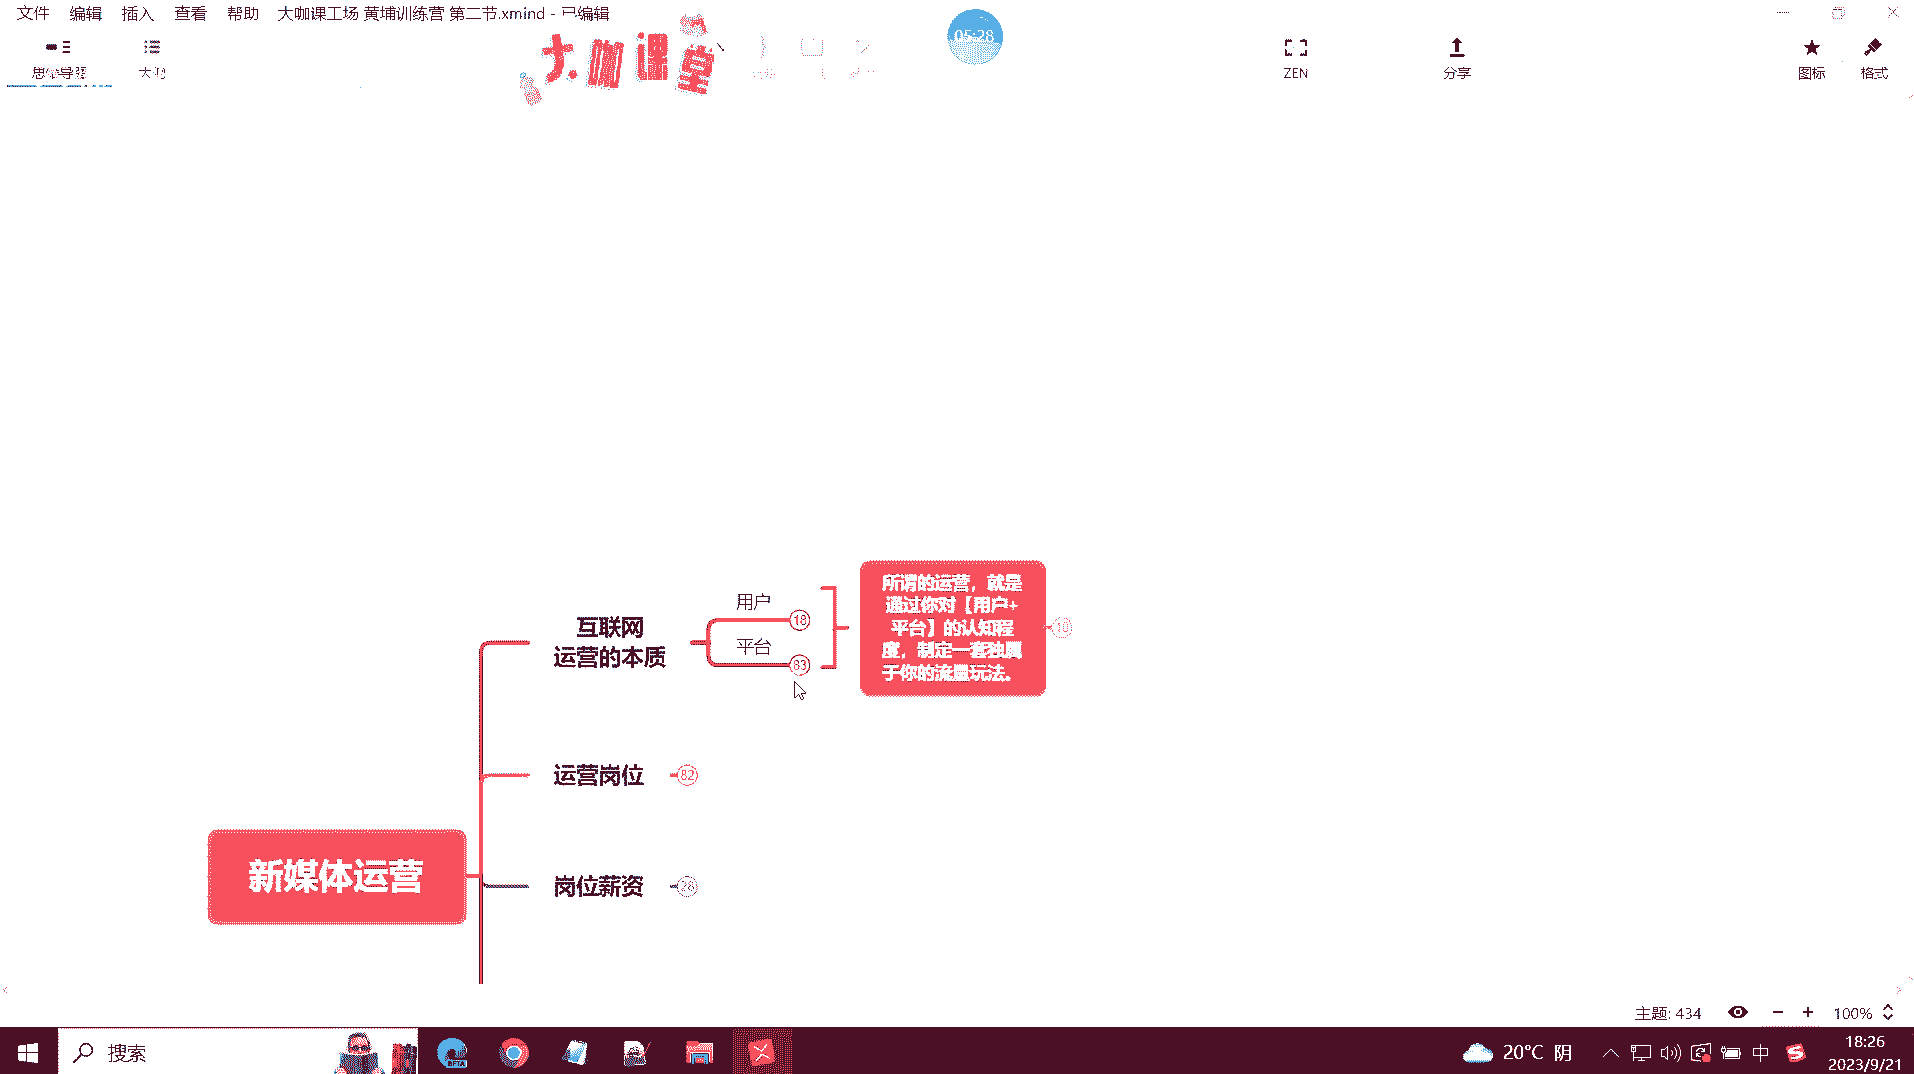 文件 编辑 插入 查看 帮助 大咖课工场 黄埔训练营 第二节.xmind - 已编辑
大咖课堂
05:28
思维导图
ZEN
分享
图标
格式
所谓的运营，就是
通过你对【用户+
平台】的认知程
度，制定一套独属
于你的流量玩法。
10
用户
18
平台
83
互联网
运营的本质
运营岗位
82
新媒体运营
岗位薪资
28
主题: 434
100%
搜索
BETA
20°C 阴
中
18:26
2023/9/21